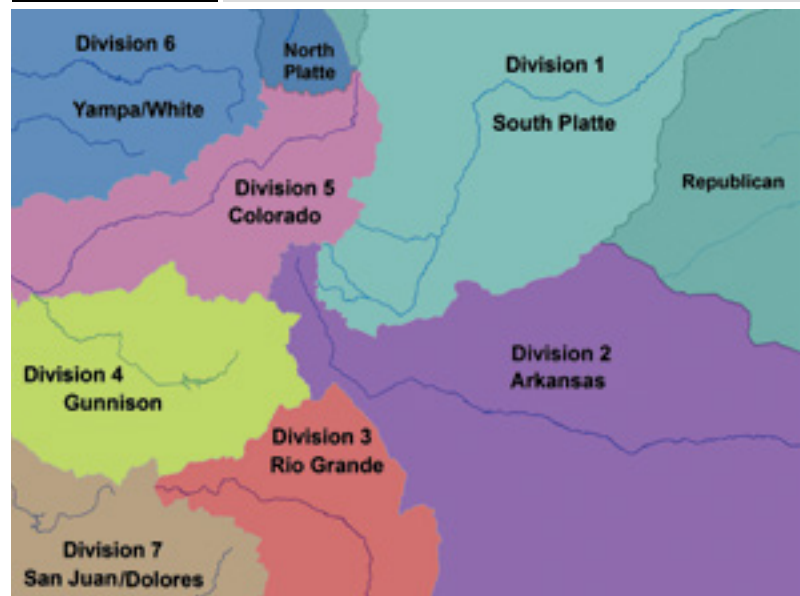 Division 6
Yampa/White
North
Platte
Division 1
South Platte
Republican
Division 5
Colorado
Division 2
Arkansas
Division 4
Gunnison
Division 3
Rio Grande
Division 7
San Juan/Dolores